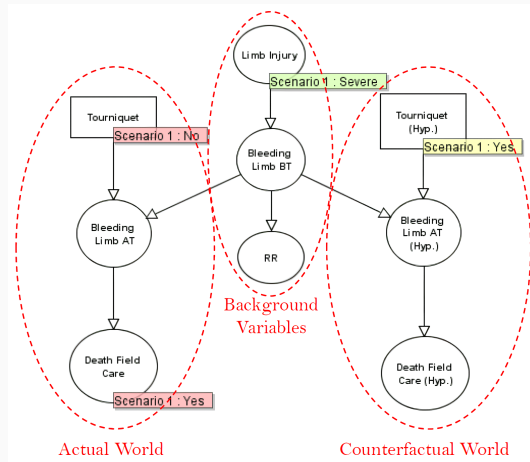 Limb Injury
Scenario 1 : Severe
Tourniquet
Scenario 1 : No
Tourniquet
(Hyp.)
Scenario 1 : Yes
Bleeding
Limb BT
Bleeding
Limb AT
Bleeding
Limb AT
(Hyp.)
RR
Background
Variables
Death Field
Care
Scenario 1 : Yes
Death Field
Care (Hyp.)
Actual World
Counterfactual World